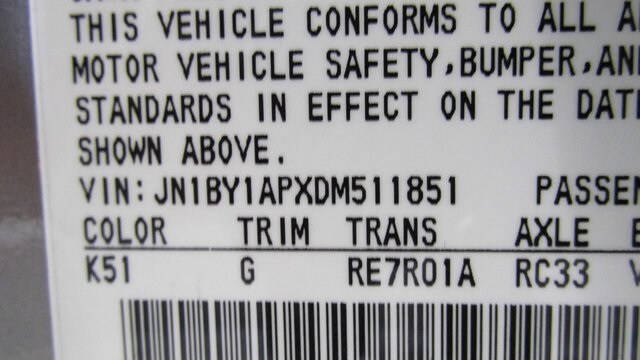 THIS VEHICLE CONFORMS TO ALL
MOTOR VEHICLE SAFETY, BUMPER, AN
STANDARDS IN EFFECT ON THE DAT
SHOWN ABOVE.
VIN: JN1BY1APXDM511851 PASSEN
COLOR TRIM TRANS AXLE
K51 G RE7R01A RC33